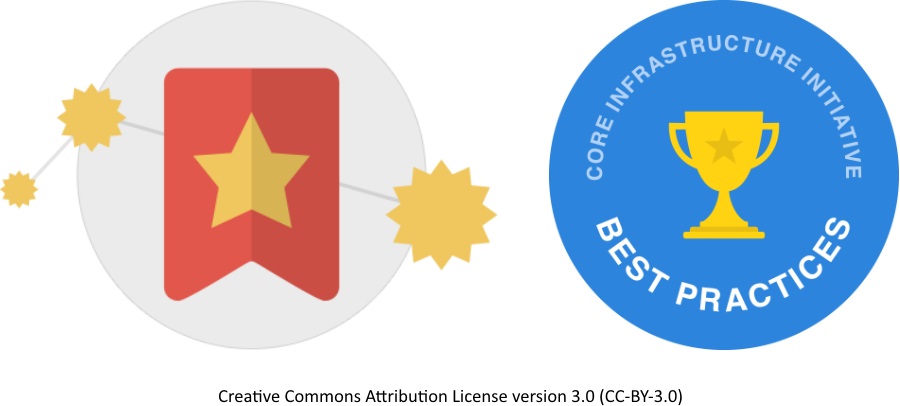 CORE INFRASTRUCTURE INITIATIVE
BEST PRACTICES
Creative Commons Attribution License version 3.0 (CC-BY-3.0)